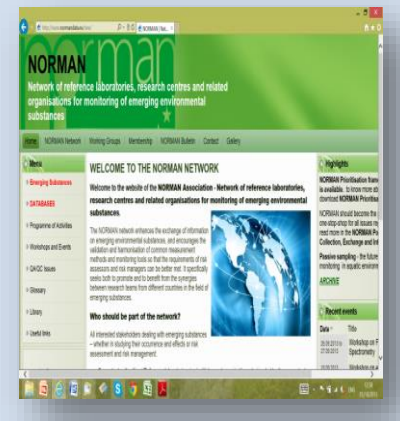 norman
NORMAN
Network of reference laboratories, research centres and related
organisations for monitoring of emerging environmental
substances
Home NORMAN Network Working Groups Membership NORMAN Bulletin Contact Gallery
Menu
Emerging Substances
DATABASES
Programme of Activities
Workshops and Events
QA/QC Issues
Glossary
Library
Useful links
WELCOME TO THE NORMAN NETWORK
Welcome to the website of the NORMAN Association - Network of reference laboratories,
research centres and related organisations for monitoring of emerging environmental
substances.
The NORMAN network enhances the exchange of information
on emerging environmental substances, and encourages the
validation and harmonisation of common measurement
methods and monitoring tools so that the requirements of risk
assessors and risk managers can be better met. It specifically
seeks both to promote and to benefit from the synergies
between research teams from different countries in the field of
emerging substances.
Who should be part of the network?
All interested stakeholders dealing with emerging substances
– whether in studying their occurrence and effects or risk
assessment and risk management:
Highlights
NORMAN Prioritisation fram
is available. to know more ab
download NORMAN Prioritisa
NORMAN should become the
one-stop-shop for all issues re
read more in the NORMAN Po
Collection, Exchange and Int
Passive sampling - the future
monitoring in aquatic environm
ARCHIVE
Recent events
Date Title
Workshop on P
Spectrometry